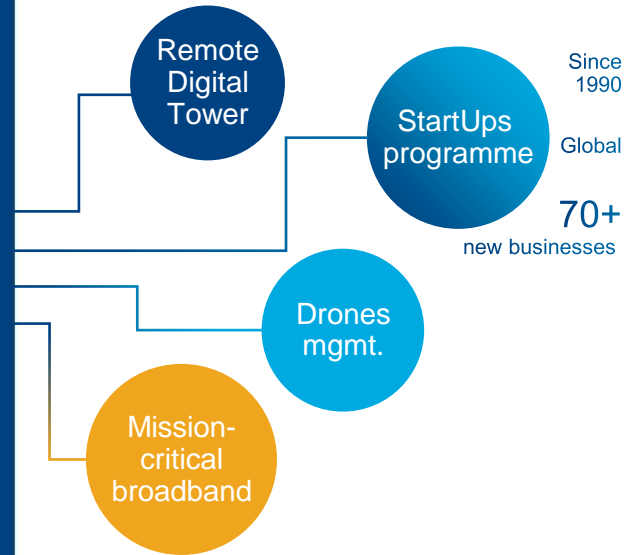 Remote
Digital
Tower
StartUps
programme
Since
1990
Global
70+
new businesses
Drones
mgmt.
Mission-
critical
broadband